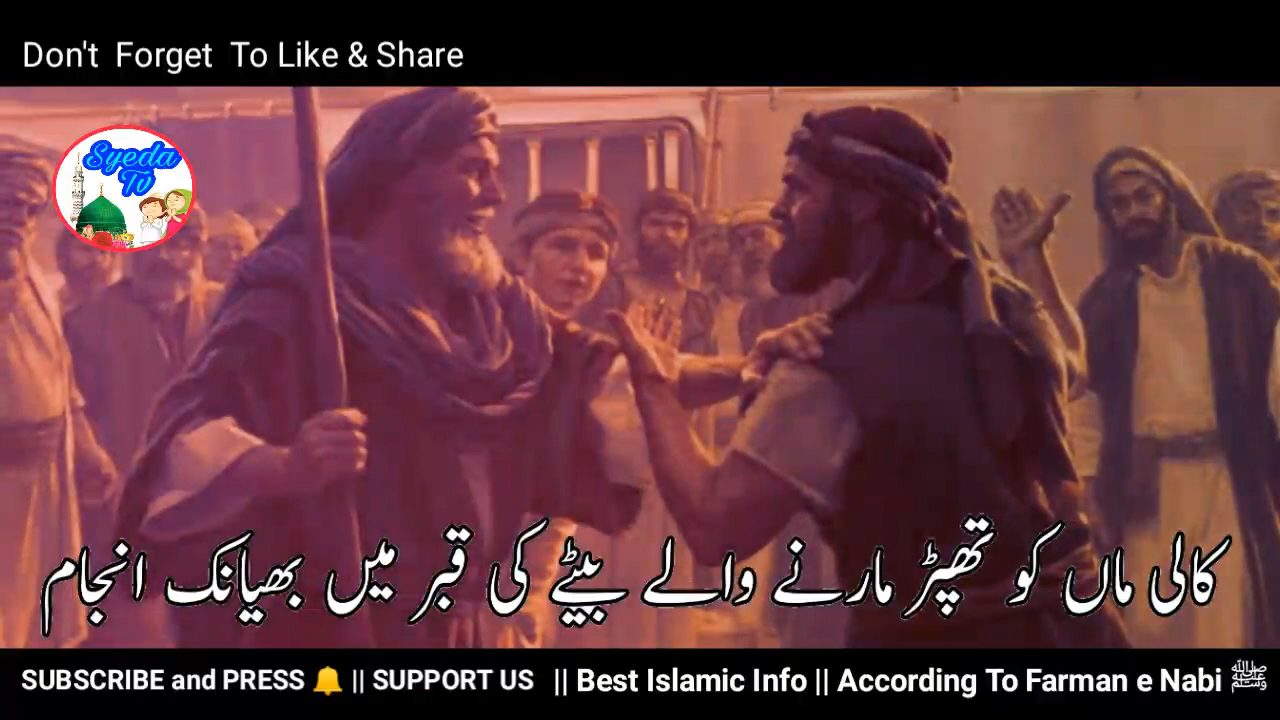 Don't Forget To Like & Share
Syeda
Tv
کالی ماں کو تھپڑ مارنے والے بیٹے کی قبر میں بھیانک انجام
SUBSCRIBE and PRESS 🔔 || SUPPORT US || Best Islamic Info || According To Farman e Nabi ﷺ